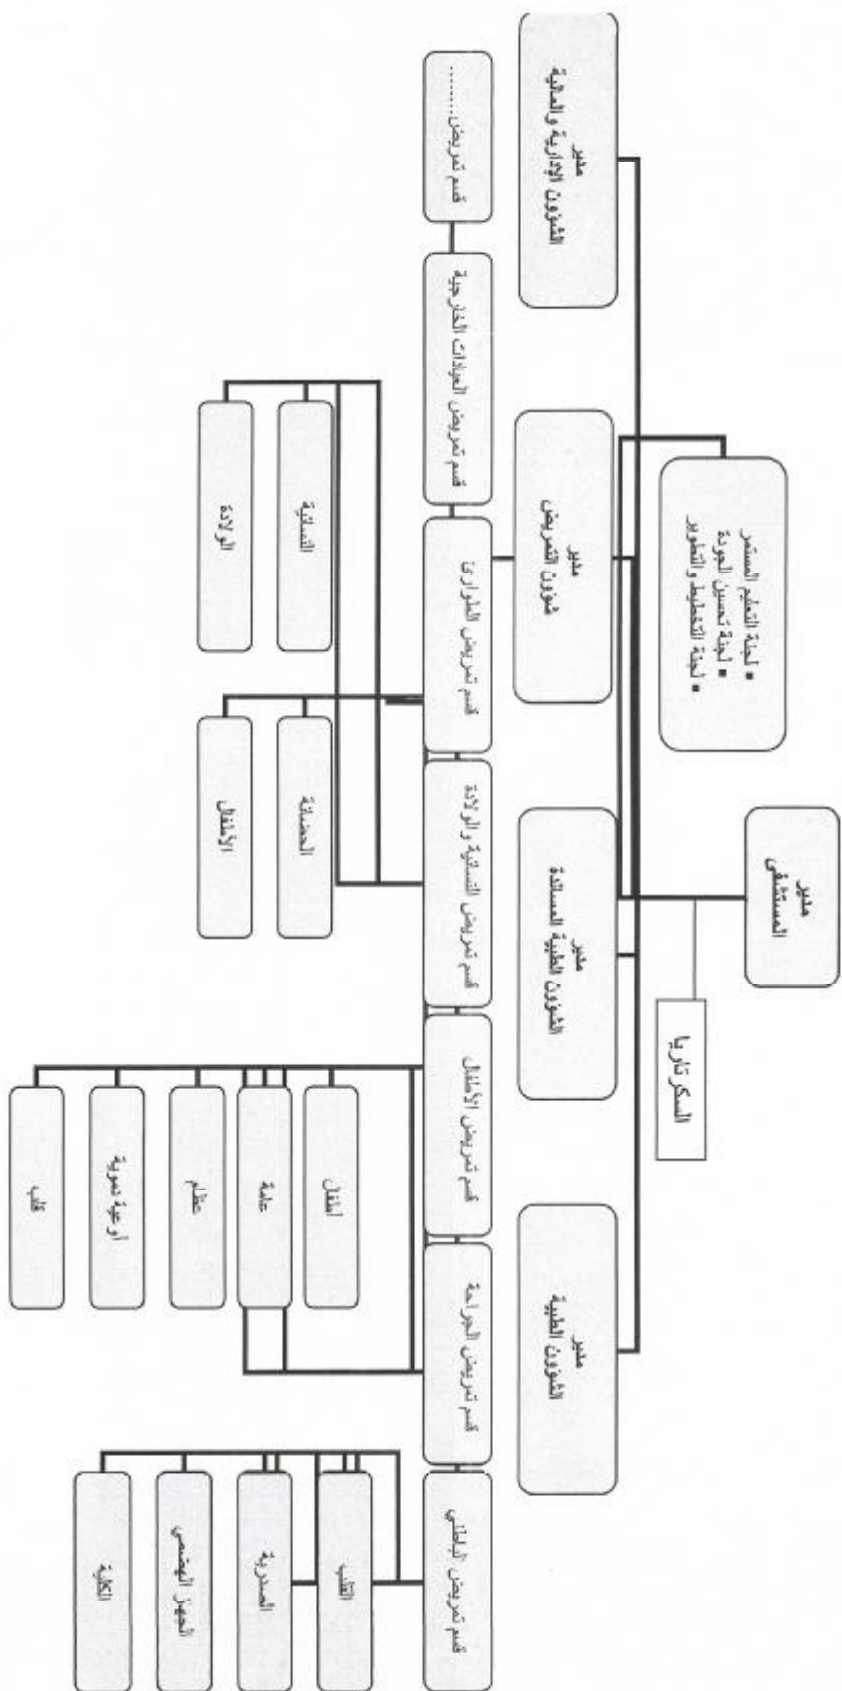 مدير
المستشفى
السكرتاريا
■ لجنة التعليم المستمر
■ لجنة تحسين الجودة
■ لجنة التخطيط والتطوير
مدير
الشؤون الطبية
مدير
الشؤون الطبية المساندة
مدير
شؤون التمريض
مدير
الشؤون الإدارية والمالية
قسم تمريض الباطني
قسم تمريض الجراحة
قسم تمريض الأطفال
قسم تمريض النسائية والولادة
قسم تمريض الطوارئ
قسم تمريض العيادات الخارجية
قسم تمريض.........
القلب
الصدرية
الجهز الهضمي
الكلية
أطفل
عامة
عظم
أوعية دموية
قلب
الحضانة
الأطفال
النسائية
الولادة